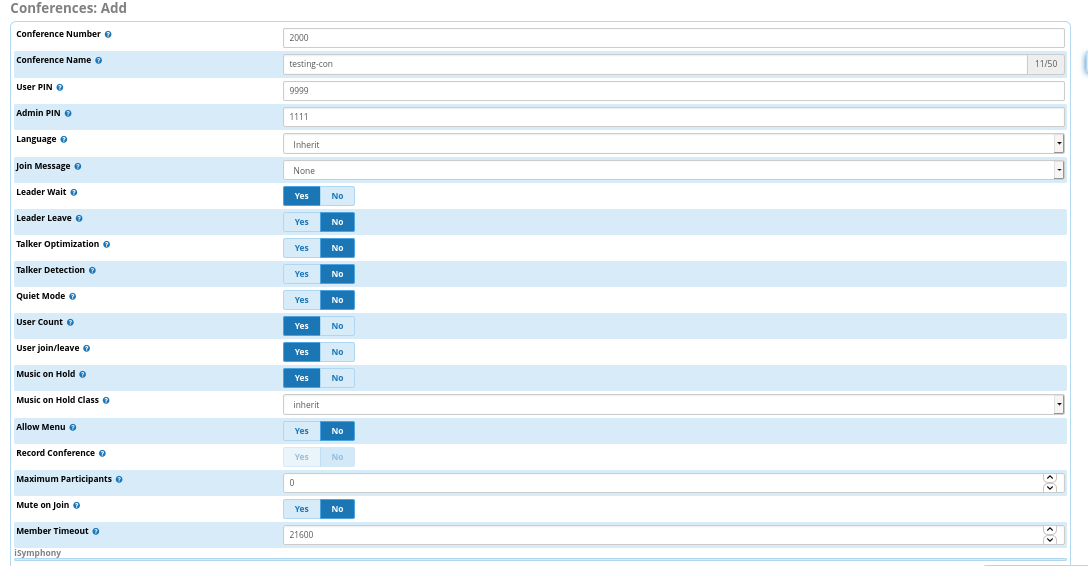 Conferences: Add
Conference Number
2000
Conference Name
testing-con 11/50
User PIN
9999
Admin PIN
1111
Language
Inherit
Join Message
None
Leader Wait
Yes No
Leader Leave
Yes No
Talker Optimization
Yes No
Talker Detection
Yes No
Quiet Mode
Yes No
User Count
Yes No
User join/leave
Yes No
Music on Hold
Yes No
Music on Hold Class
inherit
Allow Menu
Yes No
Record Conference
Yes No
Maximum Participants
0
Mute on Join
Yes No
Member Timeout
21600
iSymphony